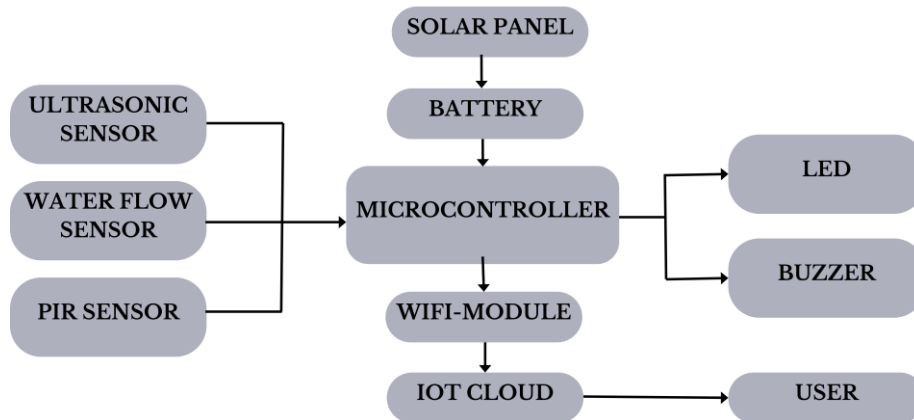 SOLAR PANEL
BATTERY
ULTRASONIC
SENSOR
WATER FLOW
SENSOR
PIR SENSOR
MICROCONTROLLER
LED
BUZZER
WIFI-MODULE
IOT CLOUD
USER